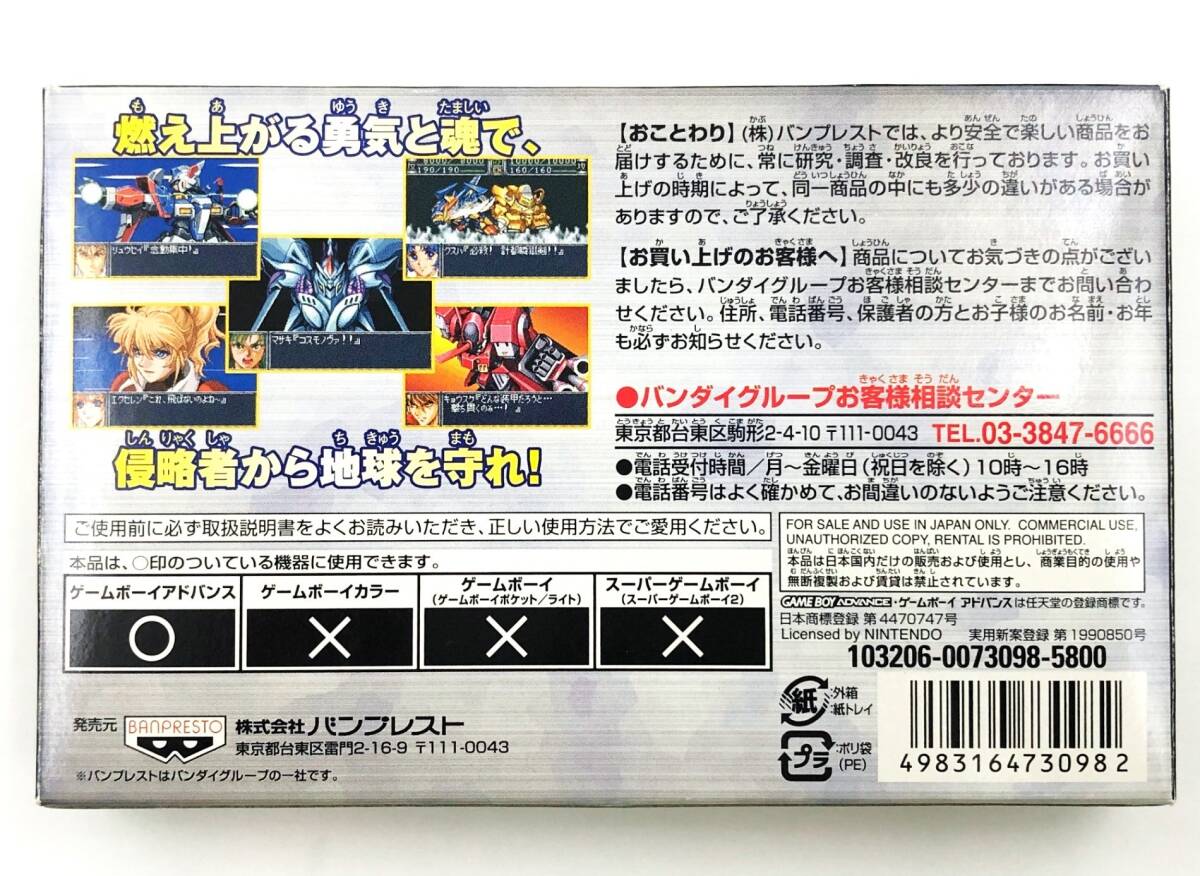 燃え上がる勇気と魂で、
190/190
160/160
リュウセイ『念動集中!』
クスハ『必殺! 計都瞬獄剣!!』
マサキ『コスモノヴァ!!』
エクセレン『これ、飛ばないのよね〜』
キョウスケ『どんな装甲だろうと…
撃ち貫くのみ…!』
侵略者から地球を守れ!
【おことわり】(株)バンプレストでは、より安全で楽しい商品をお
届けするために、常に研究・調査・改良を行っております。お買い
上げの時期によって、同一商品の中にも多少の違いがある場合が
ありますので、ご了承ください。
【お買い上げのお客様へ】商品についてお気づきの点がござい
ましたら、バンダイグループお客様相談センターまでお問い合わ
せください。住所、電話番号、保護者の方とお子様のお名前・お年
も必ずお知らせください。
●バンダイグループお客様相談センター
東京都台東区駒形2-4-10 〒111-0043 TEL.03-3847-6666
●電話受付時間/月〜金曜日(祝日を除く)10時〜16時
●電話番号はよく確かめて、お間違いのないようご注意ください。
ご使用前に必ず取扱説明書をよくお読みいただき、正しい使用方法でご愛用ください。
本品は、○印のついている機器に使用できます。
ゲームボーイアドバンス
ゲームボーイカラー
ゲームボーイ
(ゲームボーイポケット/ライト)
スーパーゲームボーイ
(スーパーゲームボーイ2)
○ × × ×
FOR SALE AND USE IN JAPAN ONLY. COMMERCIAL USE,
UNAUTHORIZED COPY, RENTAL IS PROHIBITED.
本品は日本国内だけの販売および使用とし、商業目的の使用や
無断複製および賃貸は禁止されています。
GAME BOY ADVANCE・ゲームボーイ アドバンスは任天堂の登録商標です。
日本商標登録 第4470747号
Licensed by NINTENDO 実用新案登録 第1990850号
103206-0073098-5800
発売元 BANPRESTO 株式会社 バンプレスト
東京都台東区雷門2-16-9 〒111-0043
※バンプレストはバンダイグループの一社です。
紙 :外箱
:紙トレイ
プラ :ポリ袋
(PE)
4983164730982